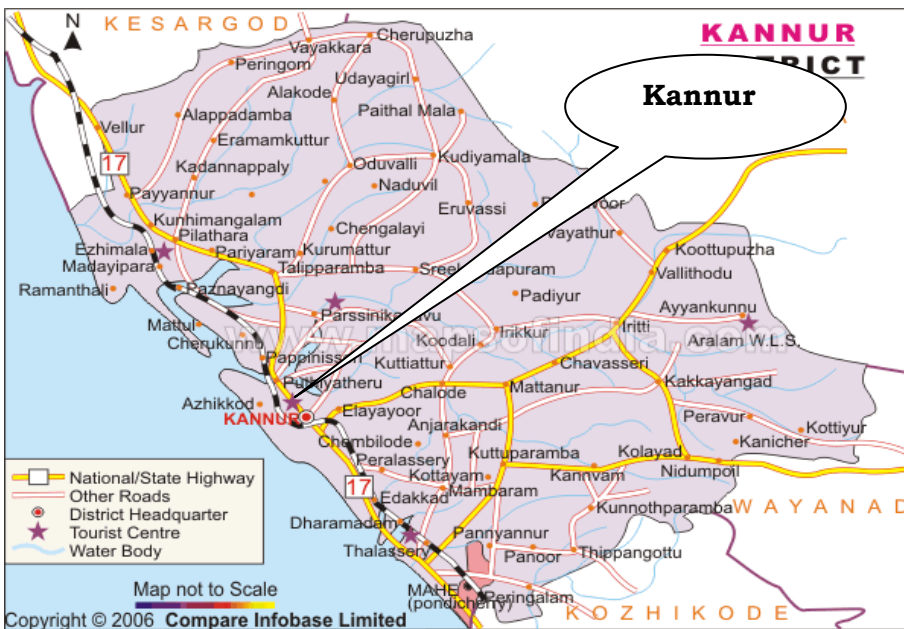 N
KESARGOD
KANNUR
Kannur
Cherupuzha
Vayakkara
Peringom
Udayagiri
Alakode
Paithal Mala
Alappadamba
Vellur
Eramamkuttur
17
Kadannappaly
Oduvalli
Kudiyamala
Naduvil
Payyannur
Eruvassi
Kunhimangalam
Pilathara
Chengalayi
Vayathur
Koottupuzha
Ezhimala
Pariyaram
Kurumattur
Madayipara
Talipparamba
Vallithodu
Ramanthali
Paznayangdi
Padiyur
Ayyankunnu
Mattul
Irikkur
Iritti
www.mapsofindia.com
Cherukunnu
Koodali
Aralam W.L.S.
Kuttiattur
Chavasseri
Chalode
Mattanur
Kakkayangad
Azhikkod
KANNUR
Elayayoor
Anjarakandi
Peravur
Kottiyur
Chembilode
Kanicher
Peralassery
Kuttuparamba
Kolayad
Kottayam
Kannvam
Nidumpoil
National/State Highway
17
Mambaram
Other Roads
Edakkad
District Headquarter
Kunnothparamba
WAYANAD
Tourist Centre
Dharamadam
Water Body
Thalassery
Pannyannur
Panoor
Thippangottu
Map not to Scale
MAHE
(pondicherry)
Peringalam
KOZHIKODE
Copyright © 2006 Compare Infobase Limited